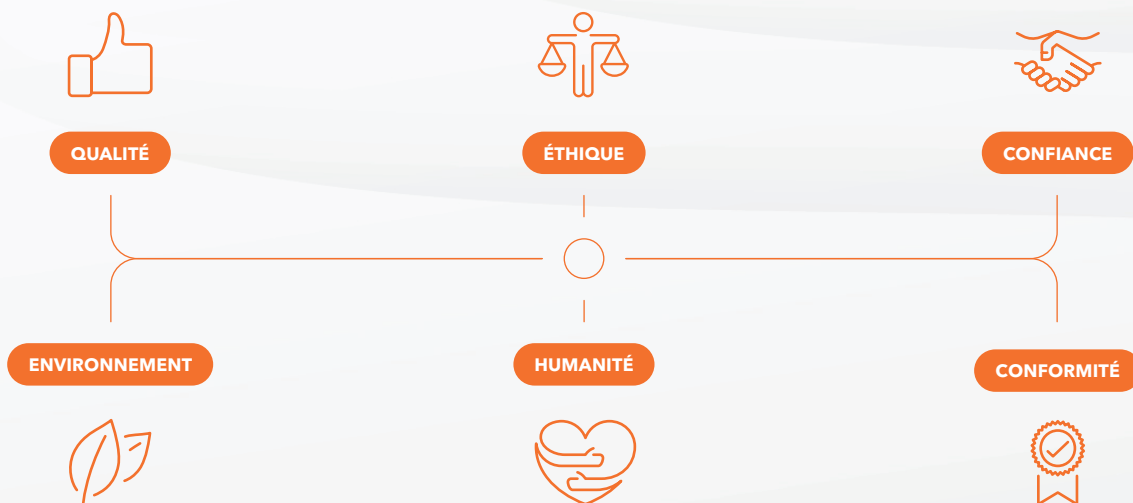 QUALITÉ
ÉTHIQUE
CONFIANCE
ENVIRONNEMENT
HUMANITÉ
CONFORMITÉ